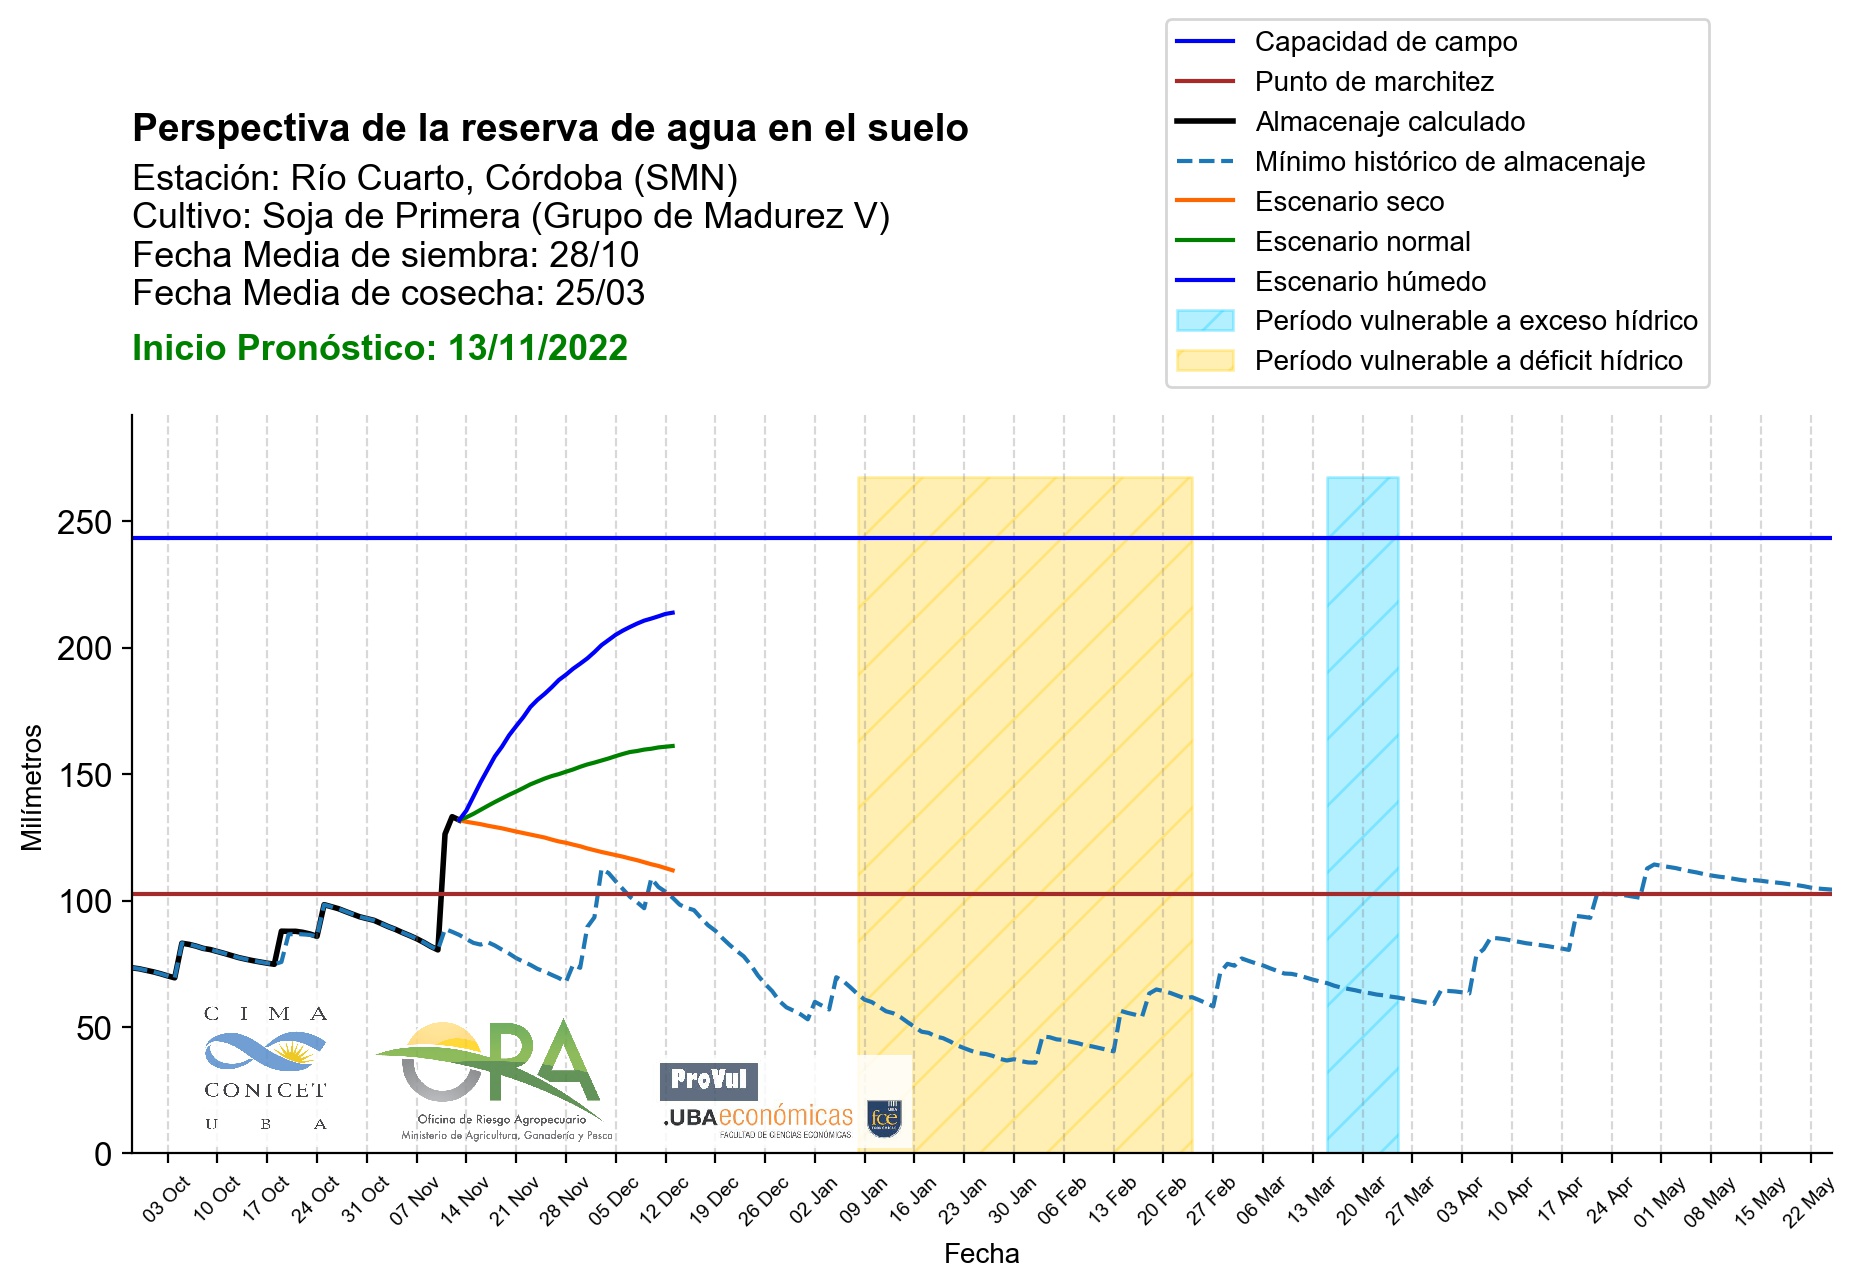 Capacidad de campo
Punto de marchitez
Almacenaje calculado
Mínimo histórico de almacenaje
Escenario seco
Escenario normal
Escenario húmedo
Período vulnerable a exceso hídrico
Período vulnerable a déficit hídrico
Perspectiva de la reserva de agua en el suelo
Estación: Río Cuarto, Córdoba (SMN)
Cultivo: Soja de Primera (Grupo de Madurez V)
Fecha Media de siembra: 28/10
Fecha Media de cosecha: 25/03
Inicio Pronóstico: 13/11/2022
Milímetros
250
200
150
100
50
0
C I M A
CONICET
U B A
ORA
Oficina de Riesgo Agropecuario
Ministerio de Agricultura, Ganadería y Pesca
ProVul
.UBAeconómicas
FACULTAD DE CIENCIAS ECONÓMICAS
UBA
fce
ECONÓMICAS
03 Oct
10 Oct
17 Oct
24 Oct
31 Oct
07 Nov
14 Nov
21 Nov
28 Nov
05 Dec
12 Dec
19 Dec
26 Dec
02 Jan
09 Jan
16 Jan
23 Jan
30 Jan
06 Feb
13 Feb
20 Feb
27 Feb
06 Mar
13 Mar
20 Mar
27 Mar
03 Apr
10 Apr
17 Apr
24 Apr
01 May
08 May
15 May
22 May
Fecha